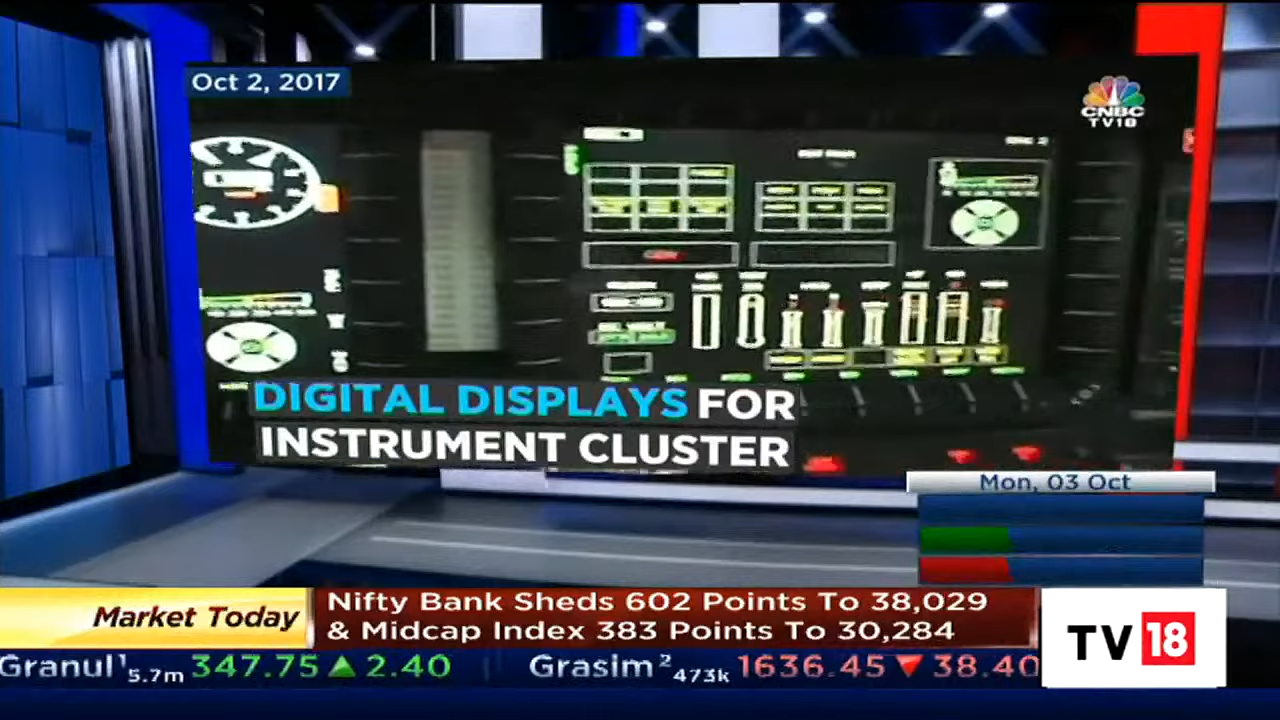 Oct 2, 2017
CNBC
TV18
DIGITAL DISPLAYS FOR
INSTRUMENT CLUSTER
Mon, 03 Oct
Market Today
Nifty Bank Sheds 602 Points To 38,029
& Midcap Index 383 Points To 30,284
TV18
Granul¹ 5.7m 347.75 ▲ 2.40 Grasim² 473k 1636.45 ▼ 38.40